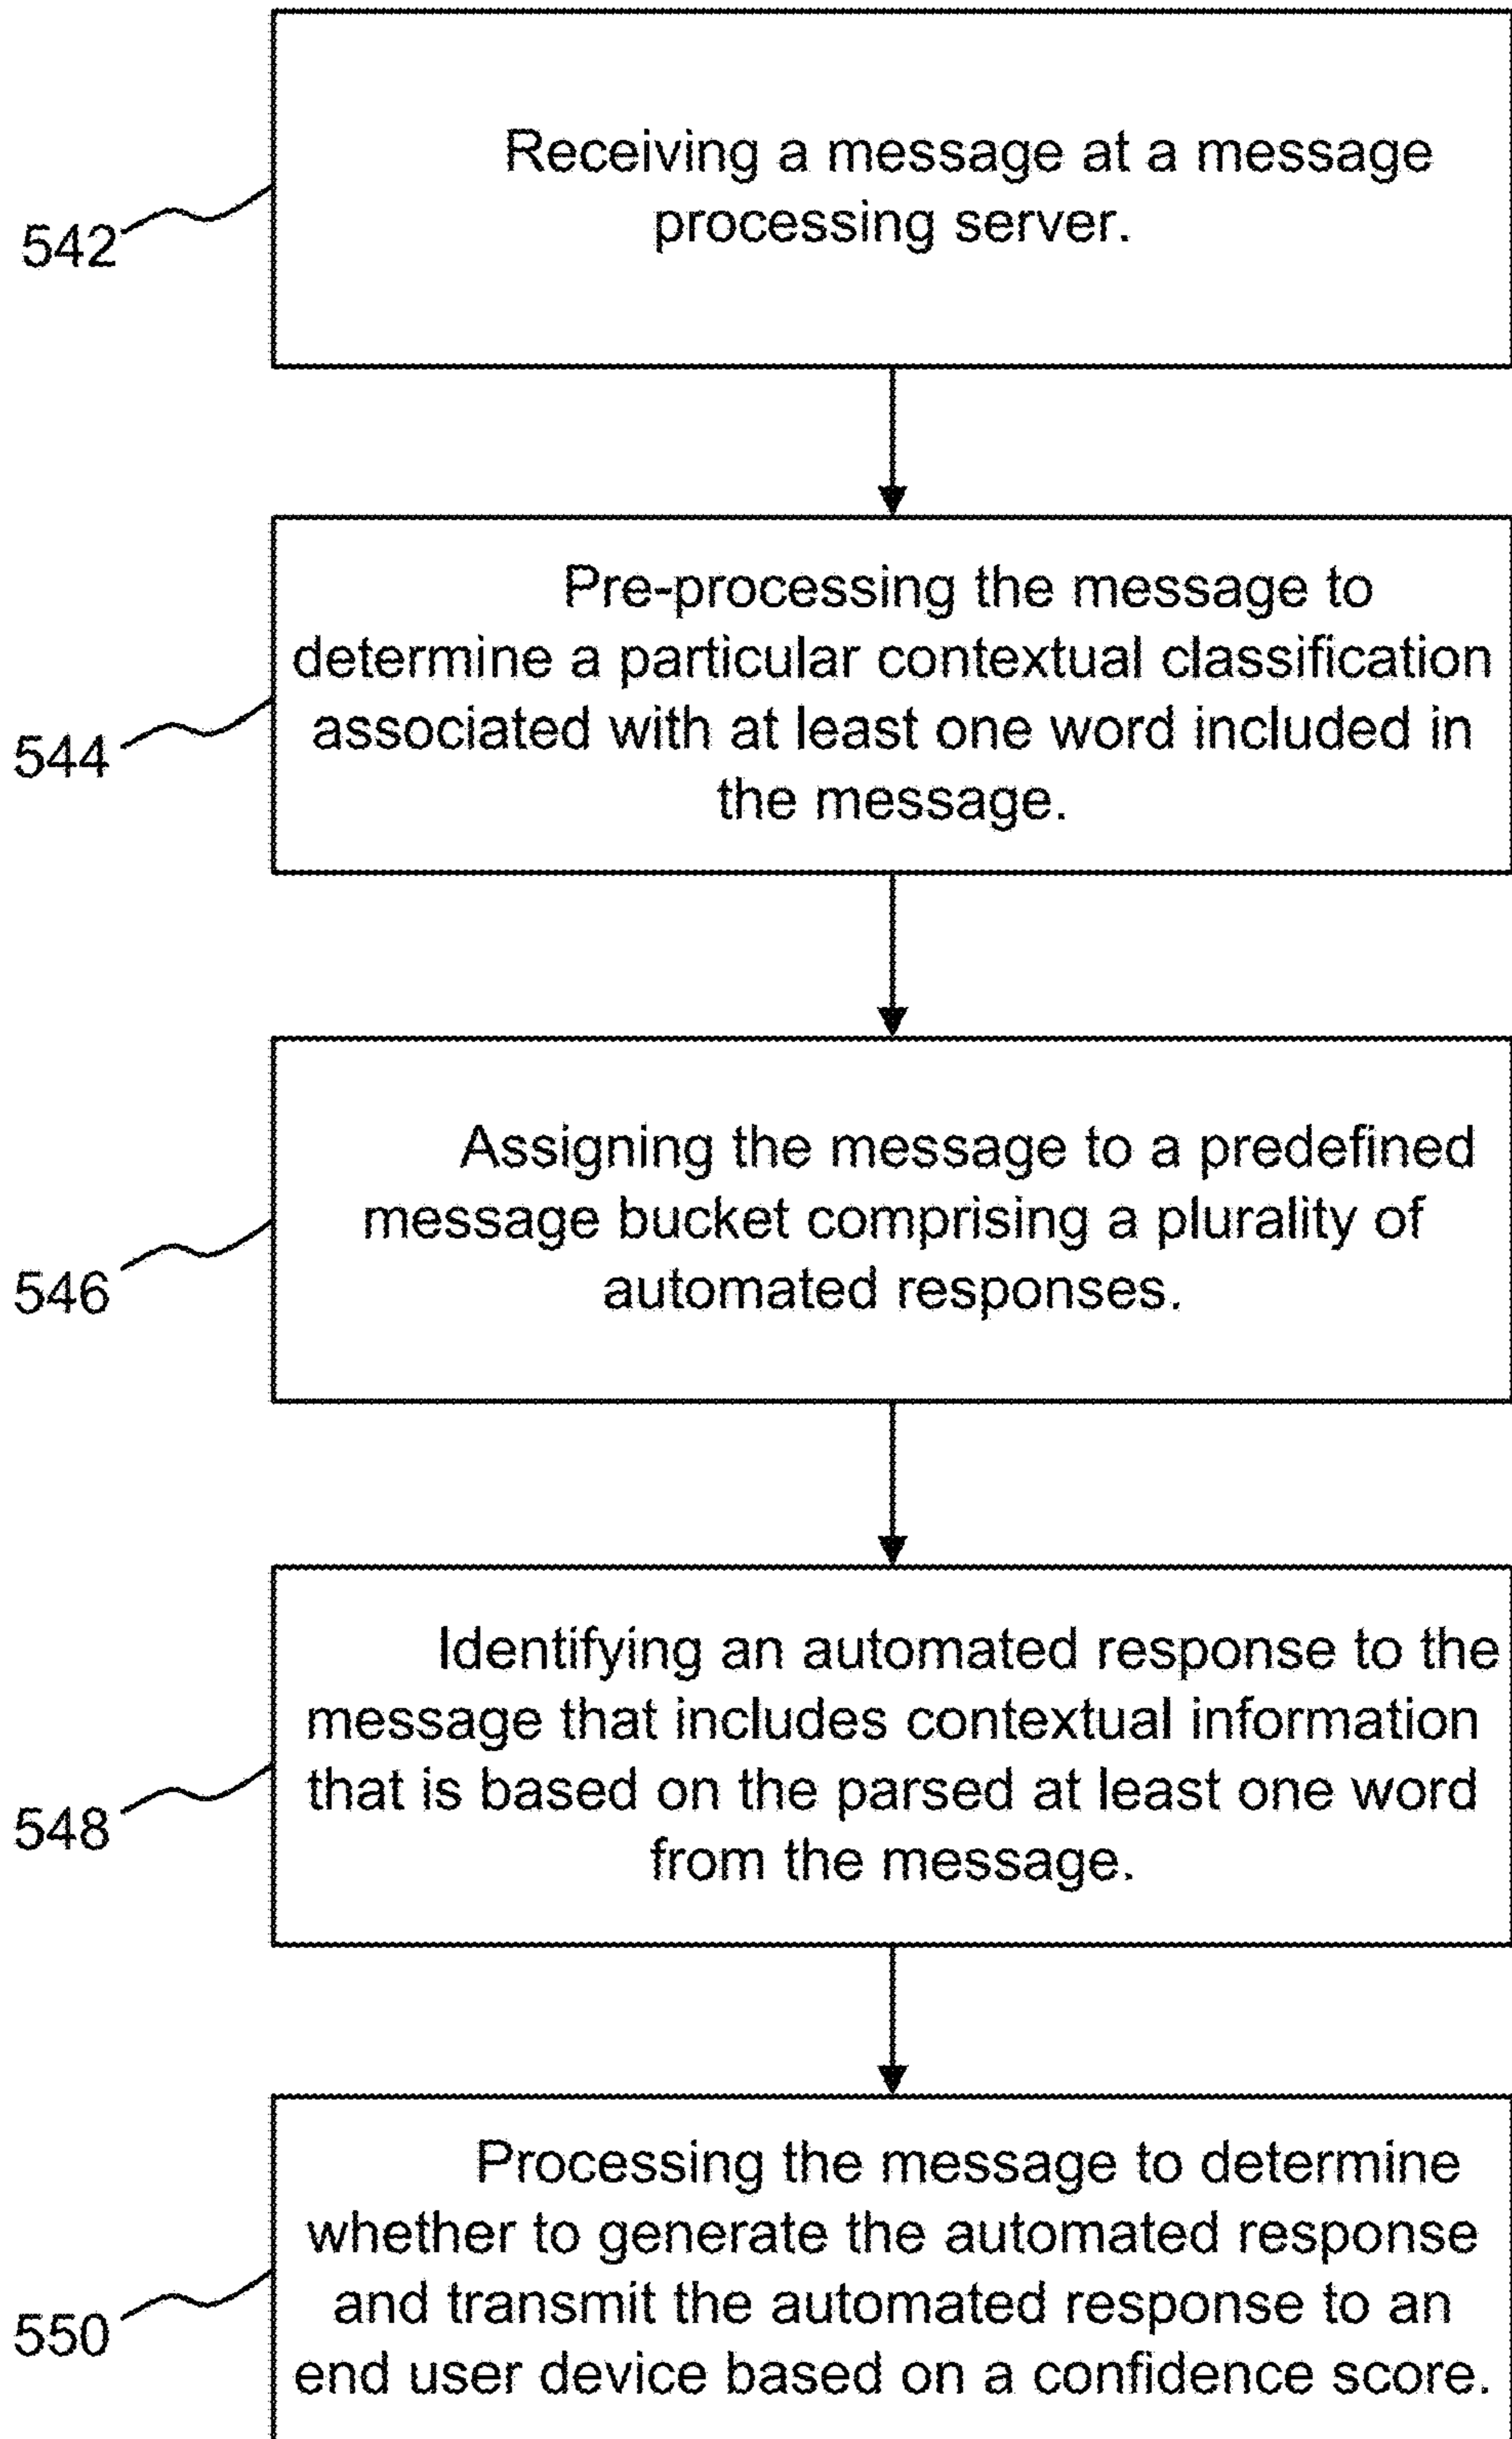 Receiving a message at a message
processing server.
542
Pre-processing the message to
determine a particular contextual classification
associated with at least one word included in
the message.
544
Assigning the message to a predefined
message bucket comprising a plurality of
automated responses.
546
Identifying an automated response to the
message that includes contextual information
that is based on the parsed at least one word
from the message.
548
Processing the message to determine
whether to generate the automated response
and transmit the automated response to an
end user device based on a confidence score.
550